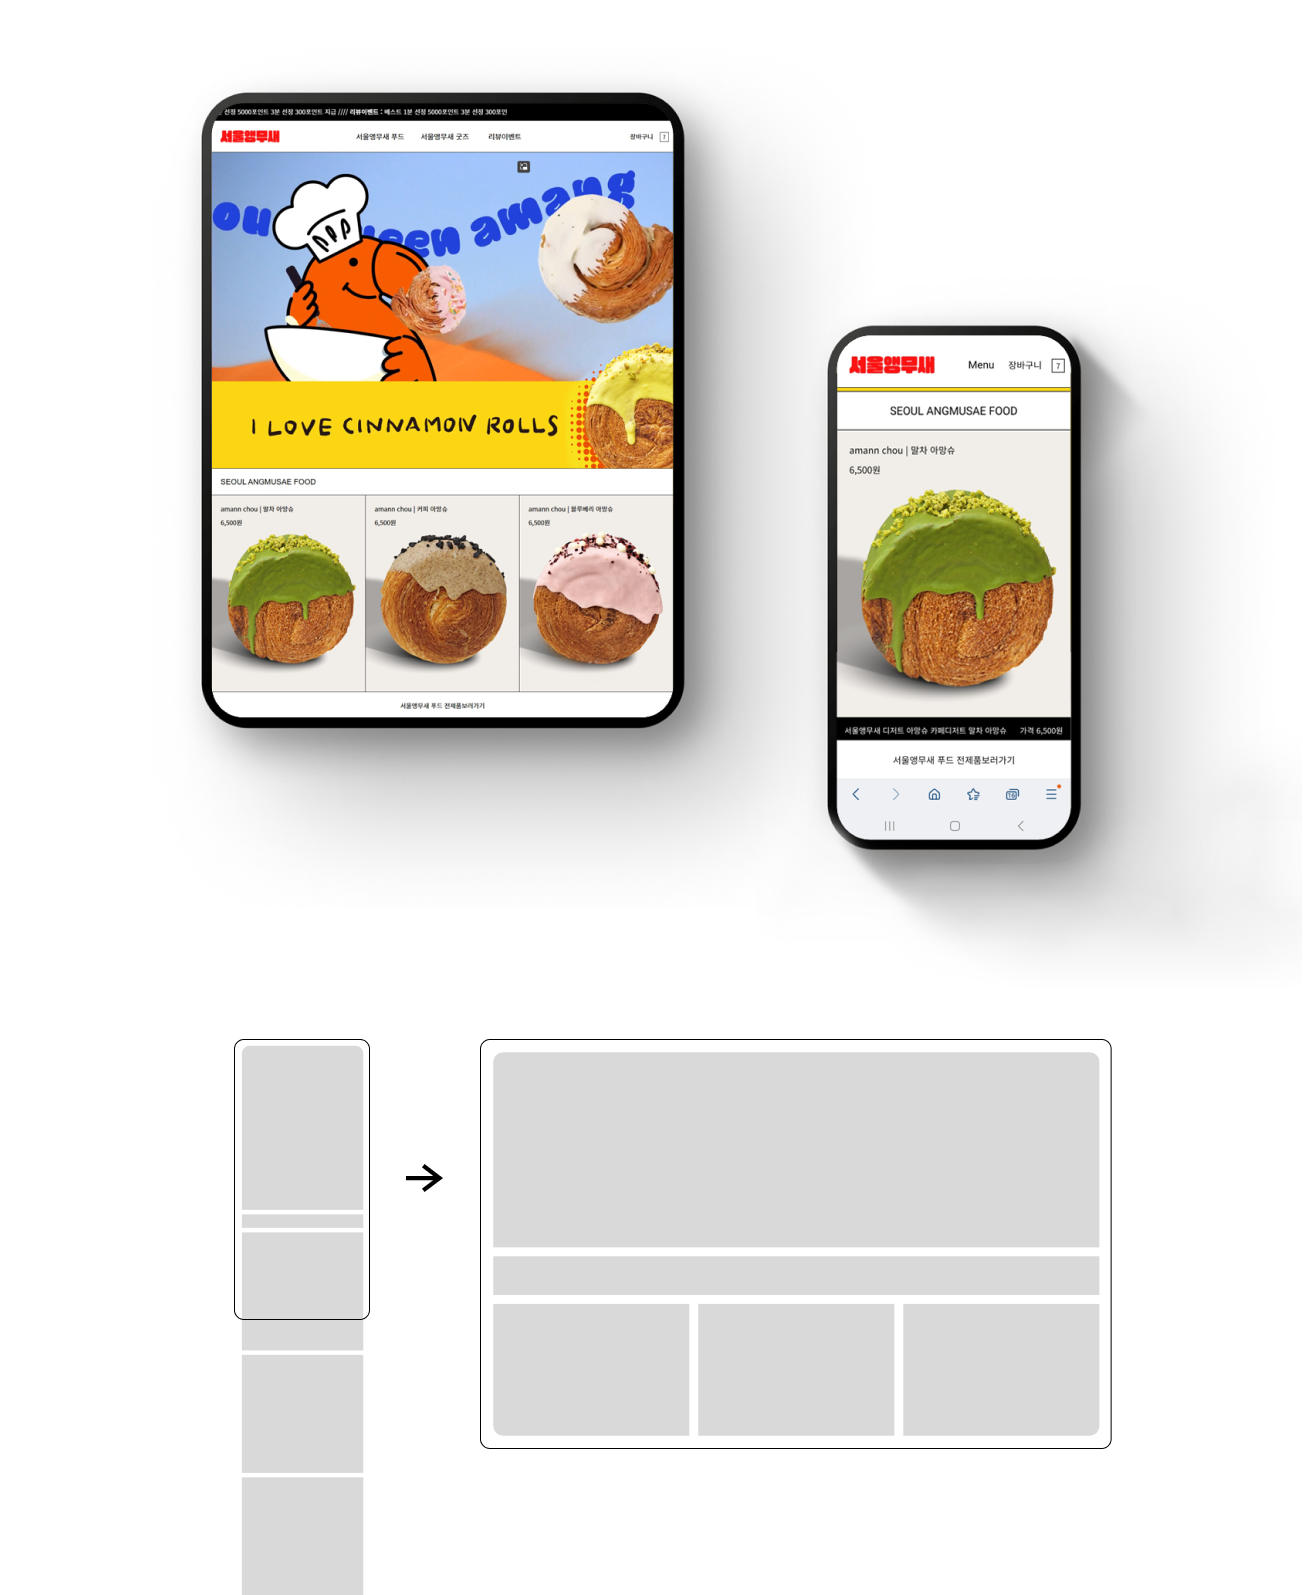 선정 5000포인트 3분 선정 300포인트 지급 //// 리뷰이벤트 : 베스트 1분 선정 5000포인트 3분 선정 300포인
서울앵무새 서울앵무새 푸드 서울앵무새 굿즈 리뷰이벤트 장바구니 7
ou een amang
I LOVE CINNAMON ROLLS
SEOUL ANGMUSAE FOOD
amann chou | 말차 아망슈
6,500원
amann chou | 커피 아망슈
6,500원
amann chou | 블루베리 아망슈
6,500원
서울앵무새 푸드 전제품보러가기
서울앵무새 Menu 장바구니 7
SEOUL ANGMUSAE FOOD
amann chou | 말차 아망슈
6,500원
서울앵무새 디저트 아망슈 카페디저트 말차 아망슈 가격 6,500원
서울앵무새 푸드 전제품보러가기